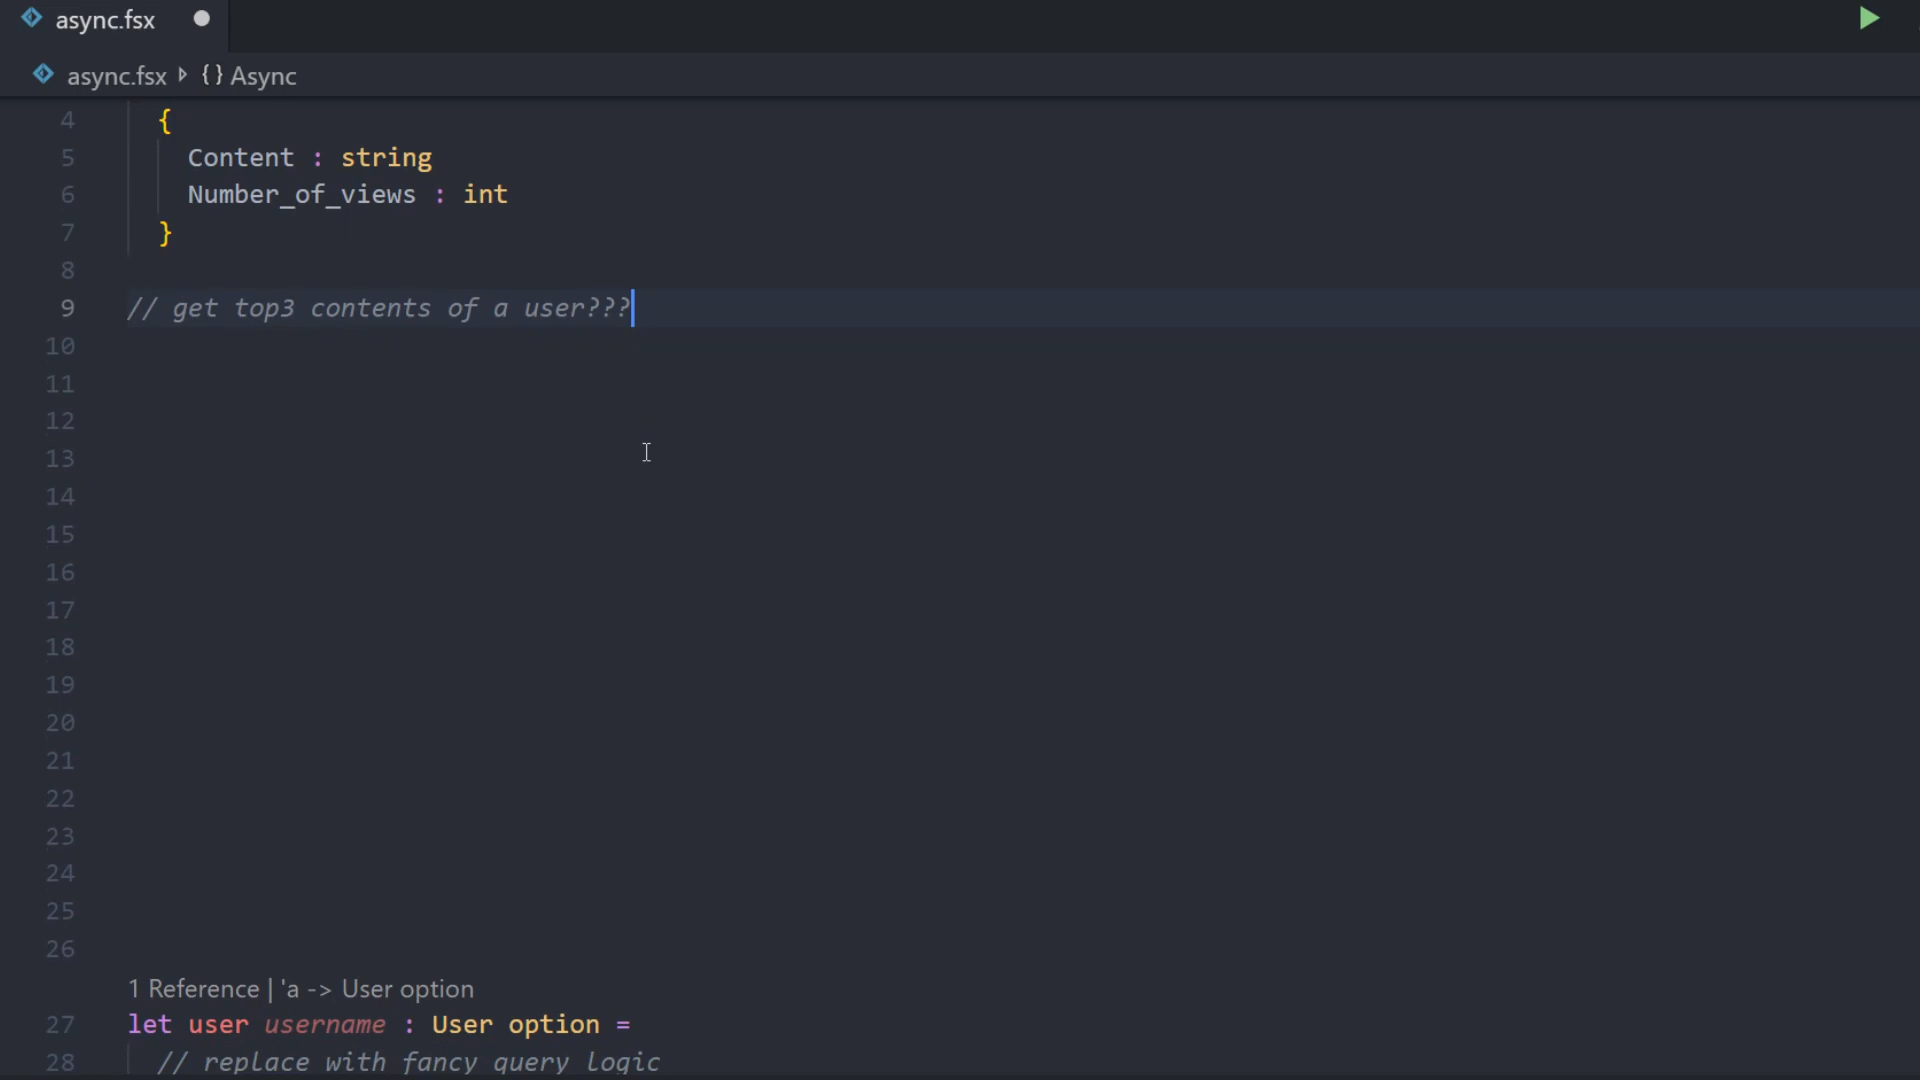 async.fsx
async.fsx {} Async
4 {
5 Content : string
6 Number_of_views : int
7 }
8
9 // get top3 contents of a user???
10
11
12
13
14
15
16
17
18
19
20
21
22
23
24
25
26
1 Reference | 'a -> User option
27 let user username : User option =
28 // replace with fancy query logic